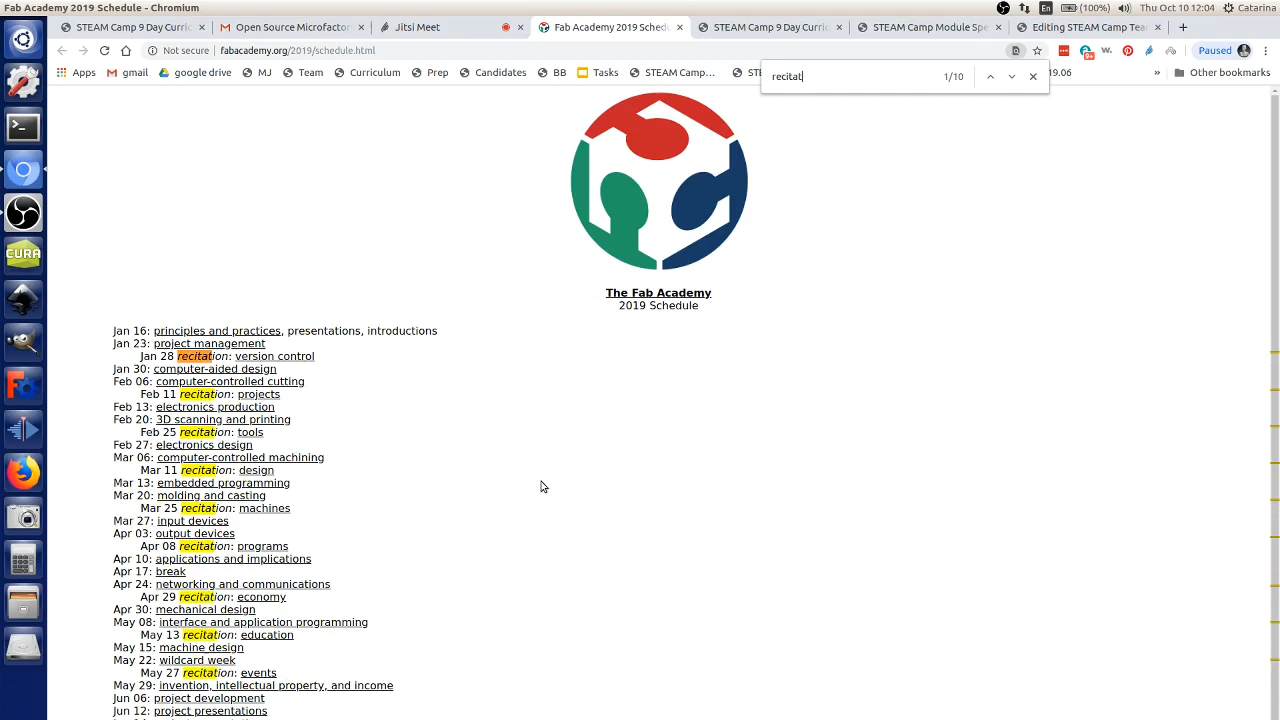 Fab Academy 2019 Schedule - Chromium
En
(100%)
Thu Oct 10 12:04
Catarina
STEAM Camp 9 Day Curric
Open Source Microfactor
Jitsi Meet
Fab Academy 2019 Schedule
STEAM Camp 9 Day Curric
STEAM Camp Module Spe
Editing STEAM Camp Tea
Not secure
fabacademy.org/2019/schedule.html
9+
W.
Paused
Apps
gmail
google drive
MJ
Team
Curriculum
Prep
Candidates
BB
Tasks
STEAM Camp...
STE
19.06
»
Other bookmarks
recitat
1/10
CURA
The Fab Academy
2019 Schedule
Jan 16: principles and practices, presentations, introductions
Jan 23: project management
Jan 28 recitation: version control
Jan 30: computer-aided design
Feb 06: computer-controlled cutting
Feb 11 recitation: projects
Feb 13: electronics production
Feb 20: 3D scanning and printing
Feb 25 recitation: tools
Feb 27: electronics design
Mar 06: computer-controlled machining
Mar 11 recitation: design
Mar 13: embedded programming
Mar 20: molding and casting
Mar 25 recitation: machines
Mar 27: input devices
Apr 03: output devices
Apr 08 recitation: programs
Apr 10: applications and implications
Apr 17: break
Apr 24: networking and communications
Apr 29 recitation: economy
Apr 30: mechanical design
May 08: interface and application programming
May 13 recitation: education
May 15: machine design
May 22: wildcard week
May 27 recitation: events
May 29: invention, intellectual property, and income
Jun 06: project development
Jun 12: project presentations